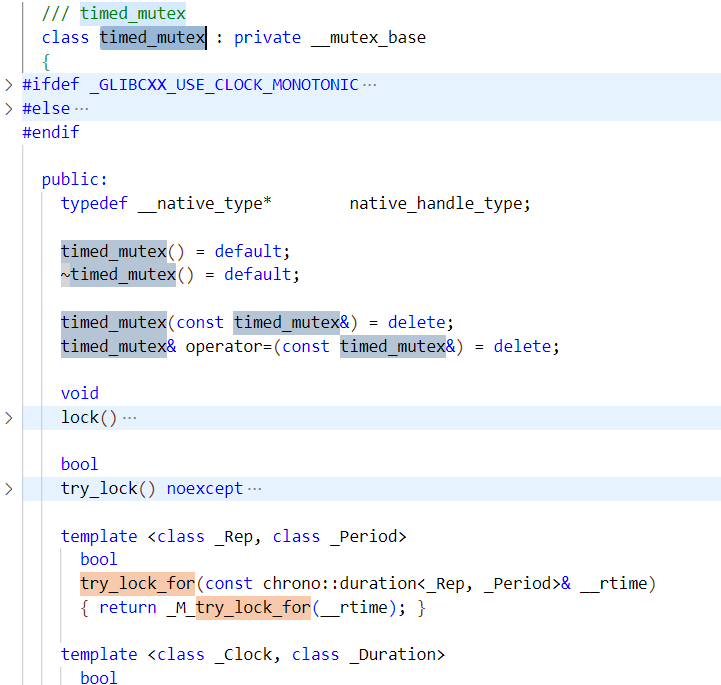 /// timed_mutex
class timed_mutex : private __mutex_base
{
#ifdef _GLIBCXX_USE_CLOCK_MONOTONIC ···
#else ···
#endif
public:
typedef __native_type* native_handle_type;
timed_mutex() = default;
~timed_mutex() = default;
timed_mutex(const timed_mutex&) = delete;
timed_mutex& operator=(const timed_mutex&) = delete;
void
lock() ···
bool
try_lock() noexcept ···
template <class _Rep, class _Period>
bool
try_lock_for(const chrono::duration<_Rep, _Period>& __rtime)
{ return _M_try_lock_for(__rtime); }
template <class _Clock, class _Duration>
bool